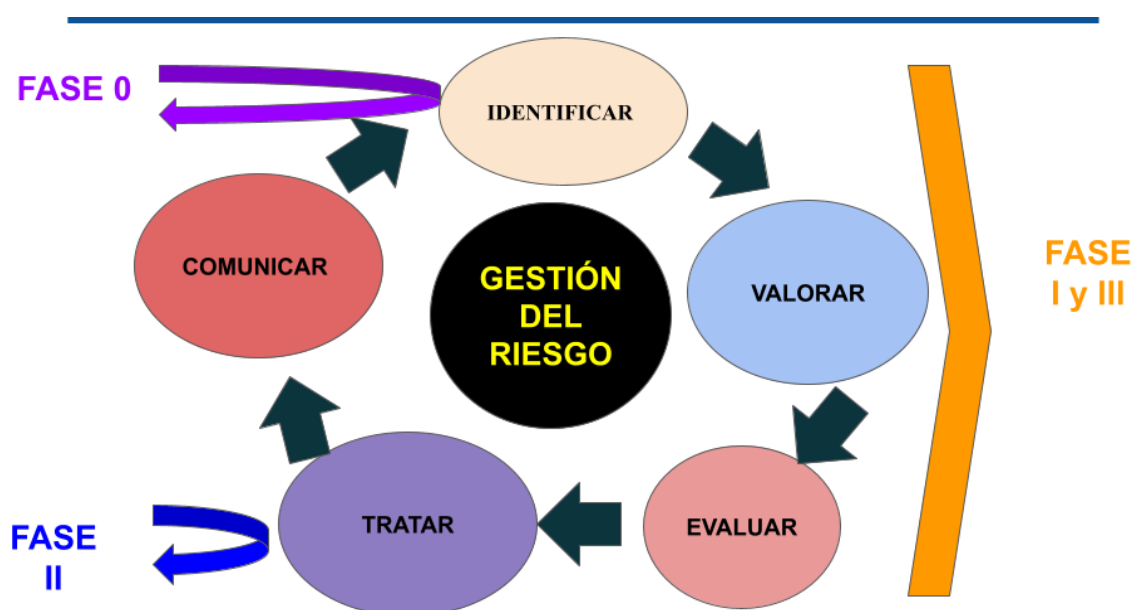 FASE 0
IDENTIFICAR
COMUNICAR
GESTIÓN
DEL
RIESGO
VALORAR
FASE
I y III
TRATAR
EVALUAR
FASE
II